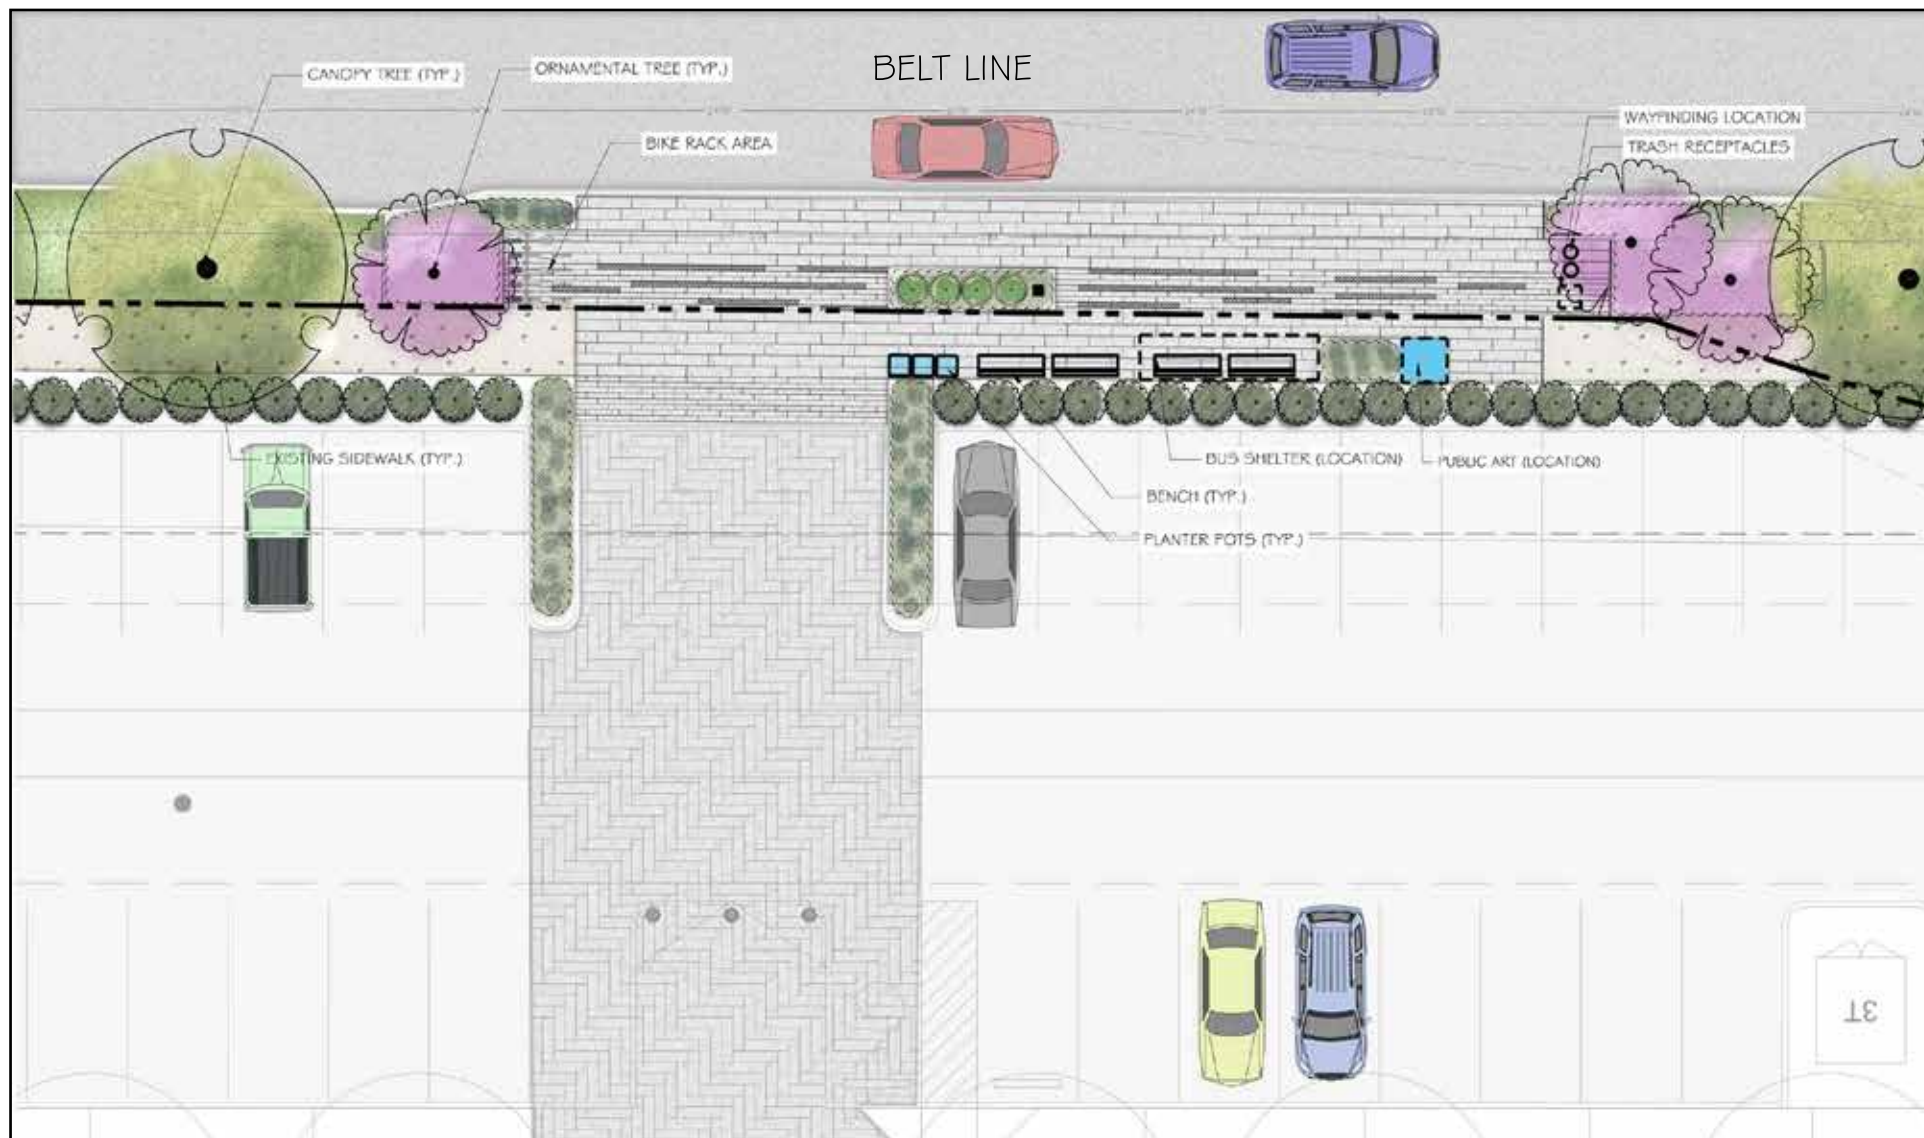 BELT LINE
CANOPY TREE (TYP.)
ORNAMENTAL TREE (TYP.)
BIKE RACK AREA
WAYFINDING LOCATION
TRASH RECEPTACLES
EXISTING SIDEWALK (TYP.)
BUS SHELTER (LOCATION)
PUBLIC ART (LOCATION)
BENCH (TYP.)
PLANTER POTS (TYP.)
3T